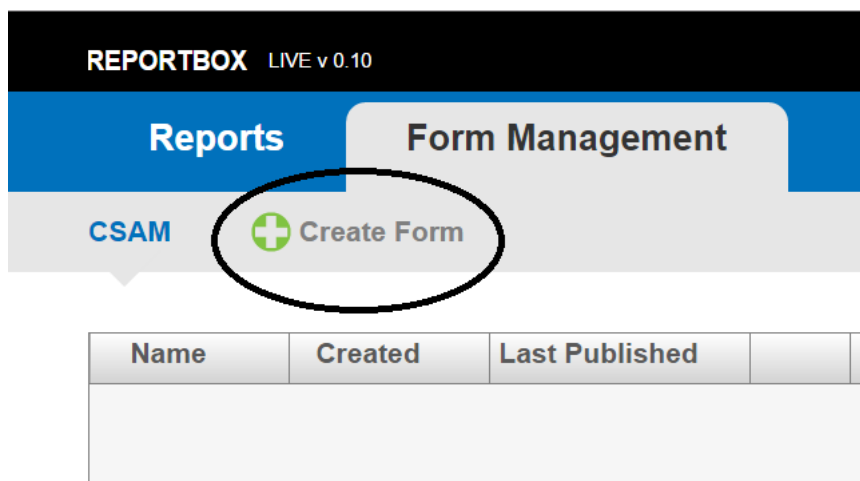 REPORTBOX LIVE v 0.10
Reports Form Management
CSAM Create Form
Name Created Last Published